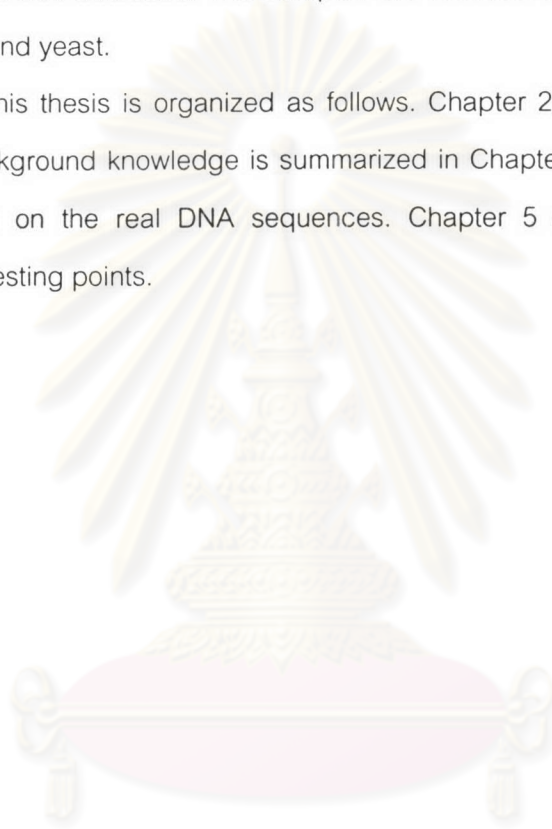 nd yeast.
his thesis is organized as follows. Chapter 2
kground knowledge is summarized in Chapte
on the real DNA sequences. Chapter 5
esting points.